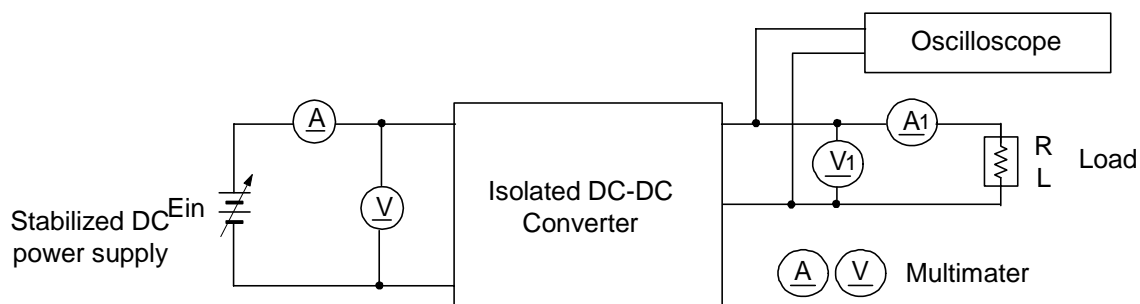 Oscilloscope
A
A1
V
V1
R
L
Load
Isolated DC-DC
Converter
Ein
Stabilized DC
power supply
A
V
Multimater